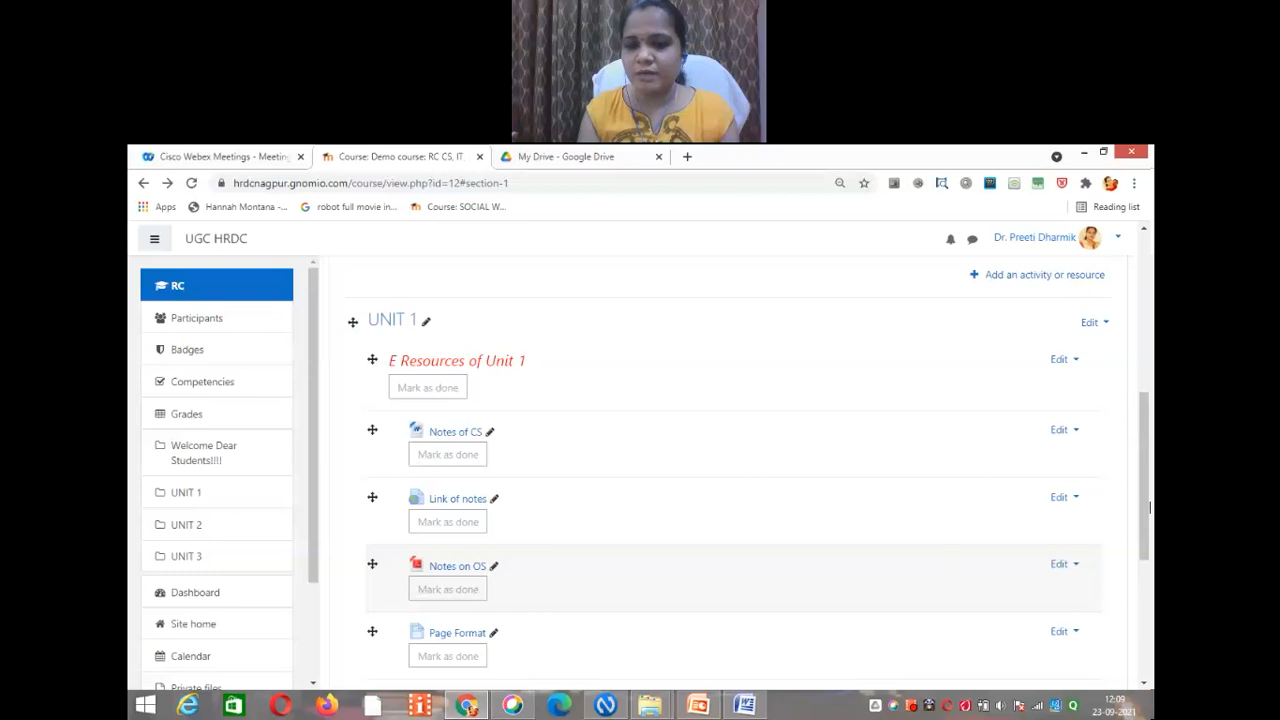 Cisco Webex Meetings - Meeting
Course: Demo course: RC CS, IT,
My Drive - Google Drive
hrdcnagpur.gnomio.com/course/view.php?id=12#section-1
Apps
Hannah Montana -...
robot full movie in...
Course: SOCIAL W...
Reading list
UGC HRDC
Dr. Preeti Dharmik
RC
Participants
Badges
Competencies
Grades
Welcome Dear
Students!!!!
UNIT 1
UNIT 2
UNIT 3
Dashboard
Site home
Calendar
Private files
+ Add an activity or resource
UNIT 1
Edit
E Resources of Unit 1
Edit
Mark as done
Notes of CS
Edit
Mark as done
Link of notes
Edit
Mark as done
Notes on OS
Edit
Mark as done
Page Format
Edit
Mark as done
12:09
23-09-2021